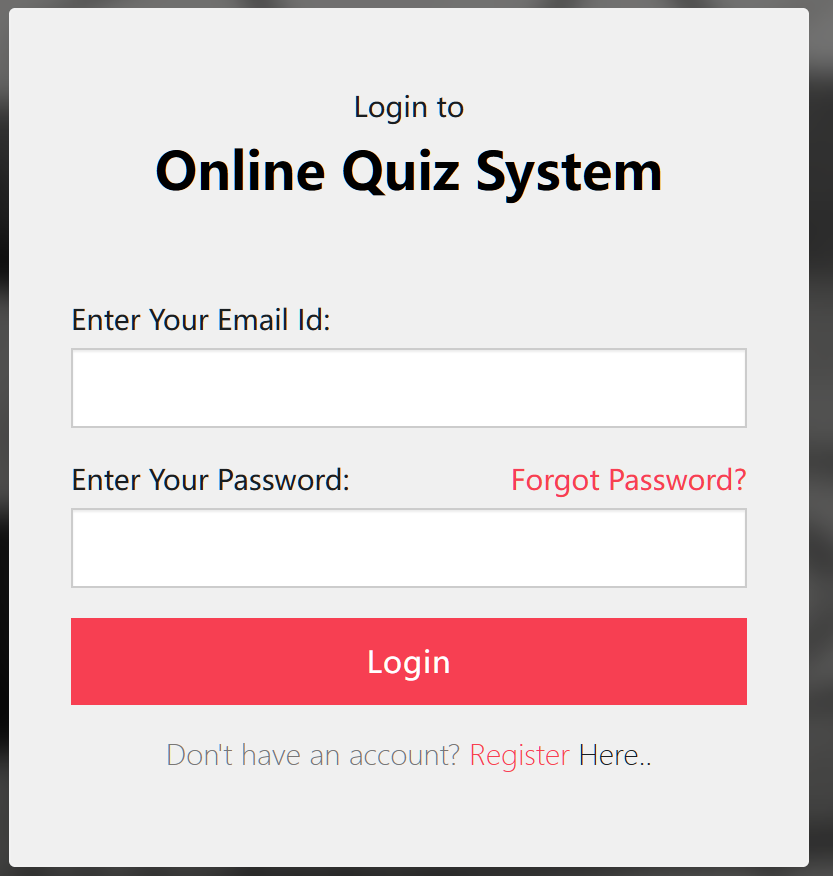 Login to
Online Quiz System
Enter Your Email Id:
Enter Your Password: Forgot Password?
Login
Don't have an account? Register Here..